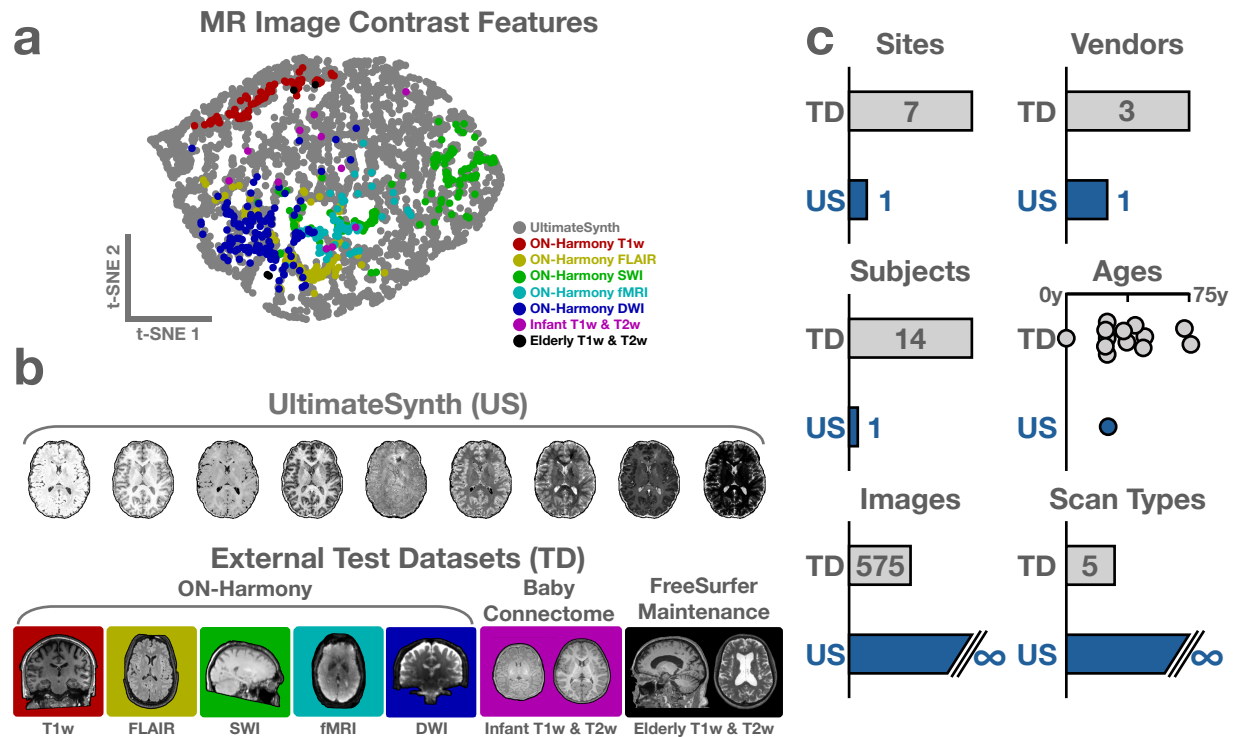 a
MR Image Contrast Features
t-SNE 2
t-SNE 1
UltimateSynth
ON-Harmony T1w
ON-Harmony FLAIR
ON-Harmony SWI
ON-Harmony fMRI
ON-Harmony DWI
Infant T1w & T2w
Elderly T1w & T2w
b
UltimateSynth (US)
External Test Datasets (TD)
ON-Harmony
Baby
Connectome
FreeSurfer
Maintenance
T1w
FLAIR
SWI
fMRI
DWI
Infant T1w & T2w
Elderly T1w & T2w
c
Sites
TD 7
US 1
Vendors
TD 3
US 1
Subjects
TD 14
US 1
Ages
0y 75y
TD
US
Images
TD 575
US ∞
Scan Types
TD 5
US ∞